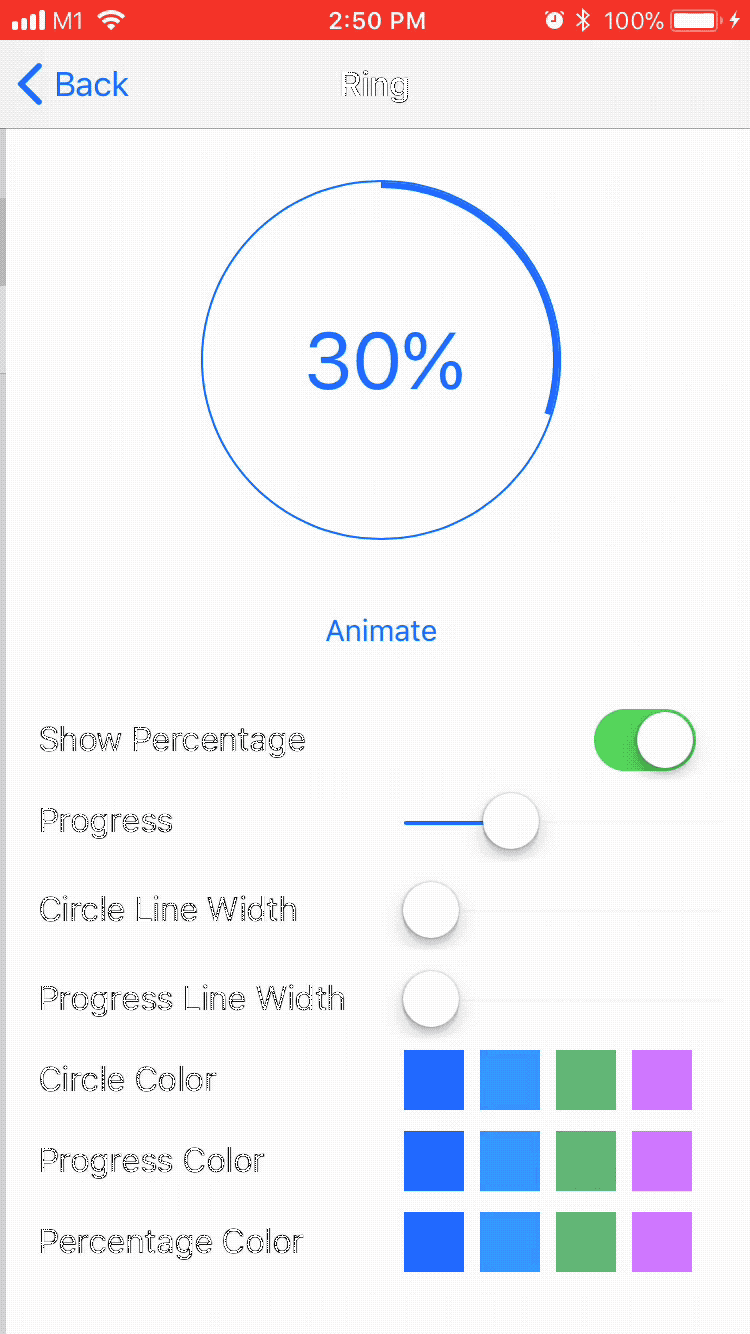 M1 2:50 PM 100%
Back Ring
30%
Animate
Show Percentage
Progress
Circle Line Width
Progress Line Width
Circle Color
Progress Color
Percentage Color